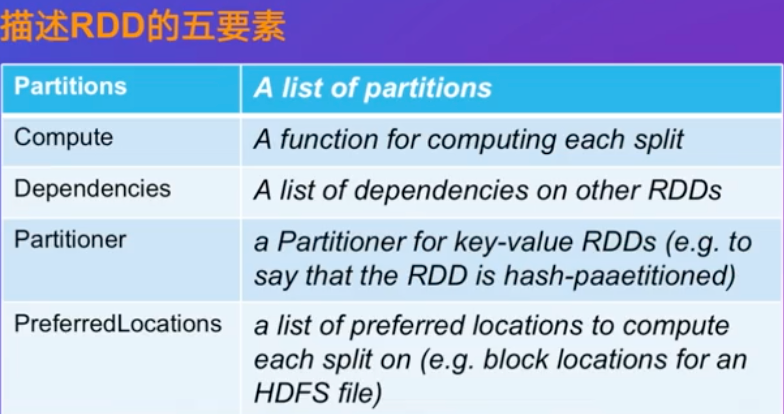 描述RDD的五要素
Partitions
A list of partitions
Compute
A function for computing each split
Dependencies
A list of dependencies on other RDDs
Partitioner
a Partitioner for key-value RDDs (e.g. to
say that the RDD is hash-paaetitioned)
PreferredLocations
a list of preferred locations to compute
each split on (e.g. block locations for an
HDFS file)